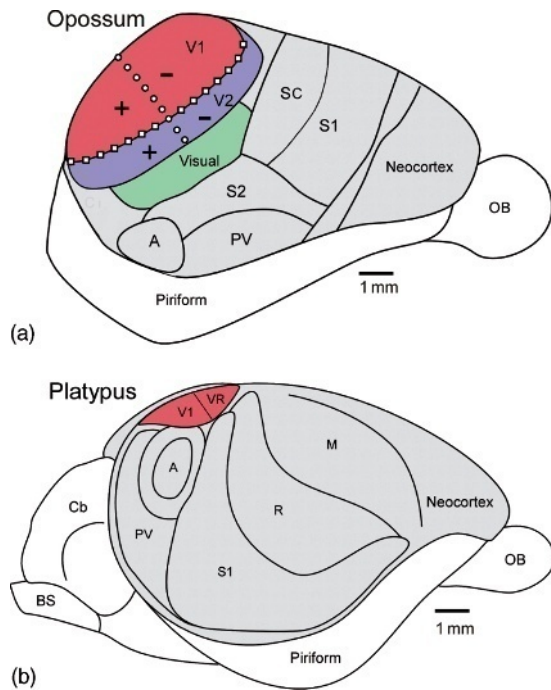 Opossum
V1
-
+
V2
-
+
Visual
SC
S1
S2
A
PV
Neocortex
OB
Piriform
1 mm
(a)
Platypus
V1
VR
M
A
Cb
PV
R
Neocortex
S1
OB
BS
Piriform
1 mm
(b)